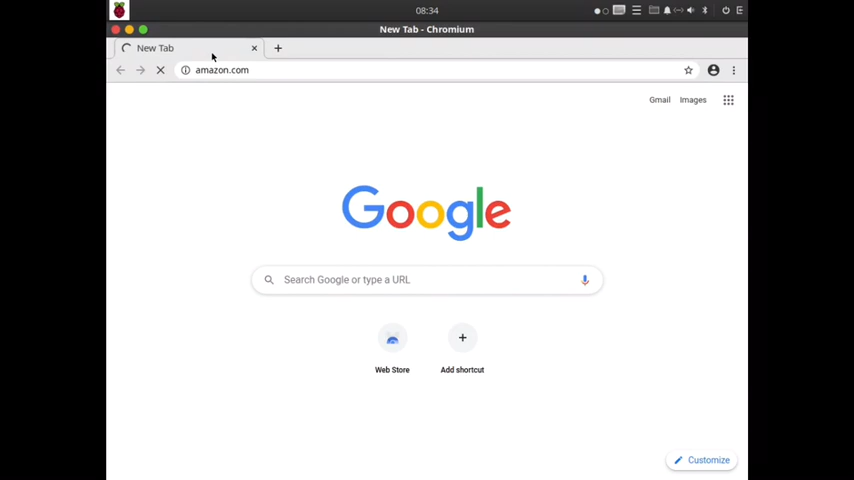 08:34
New Tab - Chromium
New Tab
amazon.com
Gmail Images
Google
Search Google or type a URL
Web Store Add shortcut
Customize